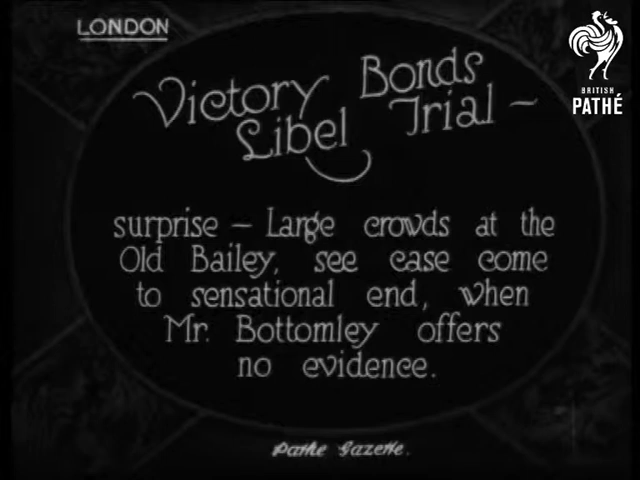 LONDON
BRITISH
PATHÉ
Victory Bonds
Libel Trial –
surprise – Large crowds at the
Old Bailey, see case come
to sensational end, when
Mr. Bottomley offers
no evidence.
Pathe Gazette.